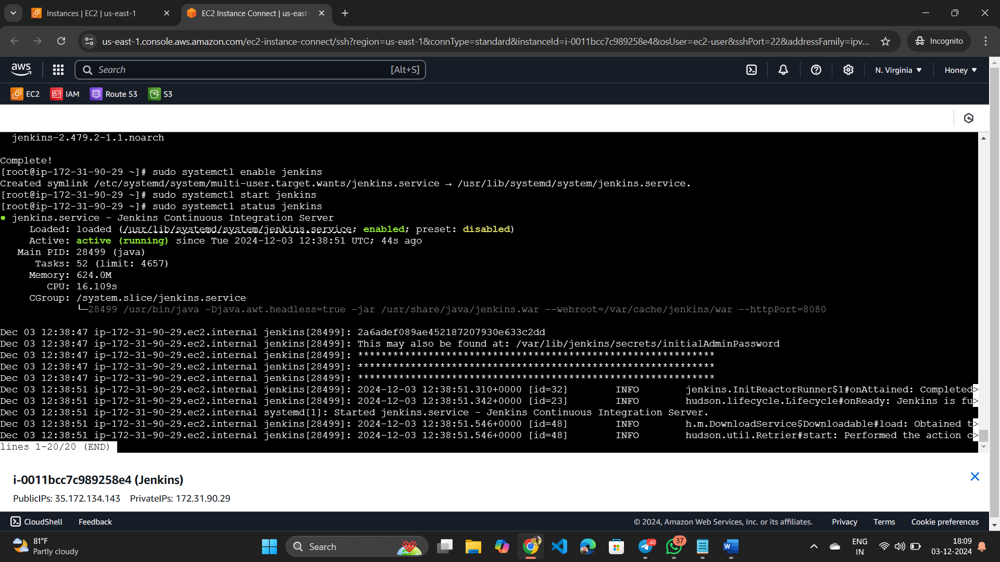 Instances | EC2 | us-east-1
EC2 Instance Connect | us-east-
us-east-1.console.aws.amazon.com/ec2-instance-connect/ssh?region=us-east-1&connType=standard&instanceId=i-0011bcc7c989258e4&osUser=ec2-user&sshPort=22&addressFamily=ipv...
Incognito
aws
Search
[Alt+S]
N. Virginia
Honey
EC2
IAM
Route 53
S3
jenkins-2.479.2-1.1.noarch
Complete!
[root@ip-172-31-90-29 ~]# sudo systemctl enable jenkins
Created symlink /etc/systemd/system/multi-user.target.wants/jenkins.service → /usr/lib/systemd/system/jenkins.service.
[root@ip-172-31-90-29 ~]# sudo systemctl start jenkins
[root@ip-172-31-90-29 ~]# sudo systemctl status jenkins
● jenkins.service - Jenkins Continuous Integration Server
Loaded: loaded (/usr/lib/systemd/system/jenkins.service; enabled; preset: disabled)
Active: active (running) since Tue 2024-12-03 12:38:51 UTC; 44s ago
Main PID: 28499 (java)
Tasks: 52 (limit: 4657)
Memory: 624.0M
CPU: 16.109s
CGroup: /system.slice/jenkins.service
└─28499 /usr/bin/java -Djava.awt.headless=true -jar /usr/share/java/jenkins.war --webroot=/var/cache/jenkins/war --httpPort=8080
Dec 03 12:38:47 ip-172-31-90-29.ec2.internal jenkins[28499]: 2a6adef089ae452187207930e633c2dd
Dec 03 12:38:47 ip-172-31-90-29.ec2.internal jenkins[28499]: This may also be found at: /var/lib/jenkins/secrets/initialAdminPassword
Dec 03 12:38:47 ip-172-31-90-29.ec2.internal jenkins[28499]: *************************************************************
Dec 03 12:38:47 ip-172-31-90-29.ec2.internal jenkins[28499]: *************************************************************
Dec 03 12:38:47 ip-172-31-90-29.ec2.internal jenkins[28499]: *************************************************************
Dec 03 12:38:51 ip-172-31-90-29.ec2.internal jenkins[28499]: 2024-12-03 12:38:51.310+0000 [id=32] INFO jenkins.InitReactorRunner$1#onAttained: Completed>
Dec 03 12:38:51 ip-172-31-90-29.ec2.internal jenkins[28499]: 2024-12-03 12:38:51.342+0000 [id=23] INFO hudson.lifecycle.Lifecycle#onReady: Jenkins is fu>
Dec 03 12:38:51 ip-172-31-90-29.ec2.internal systemd[1]: Started jenkins.service - Jenkins Continuous Integration Server.
Dec 03 12:38:51 ip-172-31-90-29.ec2.internal jenkins[28499]: 2024-12-03 12:38:51.546+0000 [id=48] INFO h.m.DownloadService$Downloadable#load: Obtained t>
Dec 03 12:38:51 ip-172-31-90-29.ec2.internal jenkins[28499]: 2024-12-03 12:38:51.546+0000 [id=48] INFO hudson.util.Retrier#start: Performed the action c>
lines 1-20/20 (END)
i-0011bcc7c989258e4 (Jenkins)
PublicIPs: 35.172.134.143 PrivateIPs: 172.31.90.29
CloudShell
Feedback
© 2024, Amazon Web Services, Inc. or its affiliates.
Privacy
Terms
Cookie preferences
81°F
Partly cloudy
Search
40
37
ENG
IN
18:09
03-12-2024